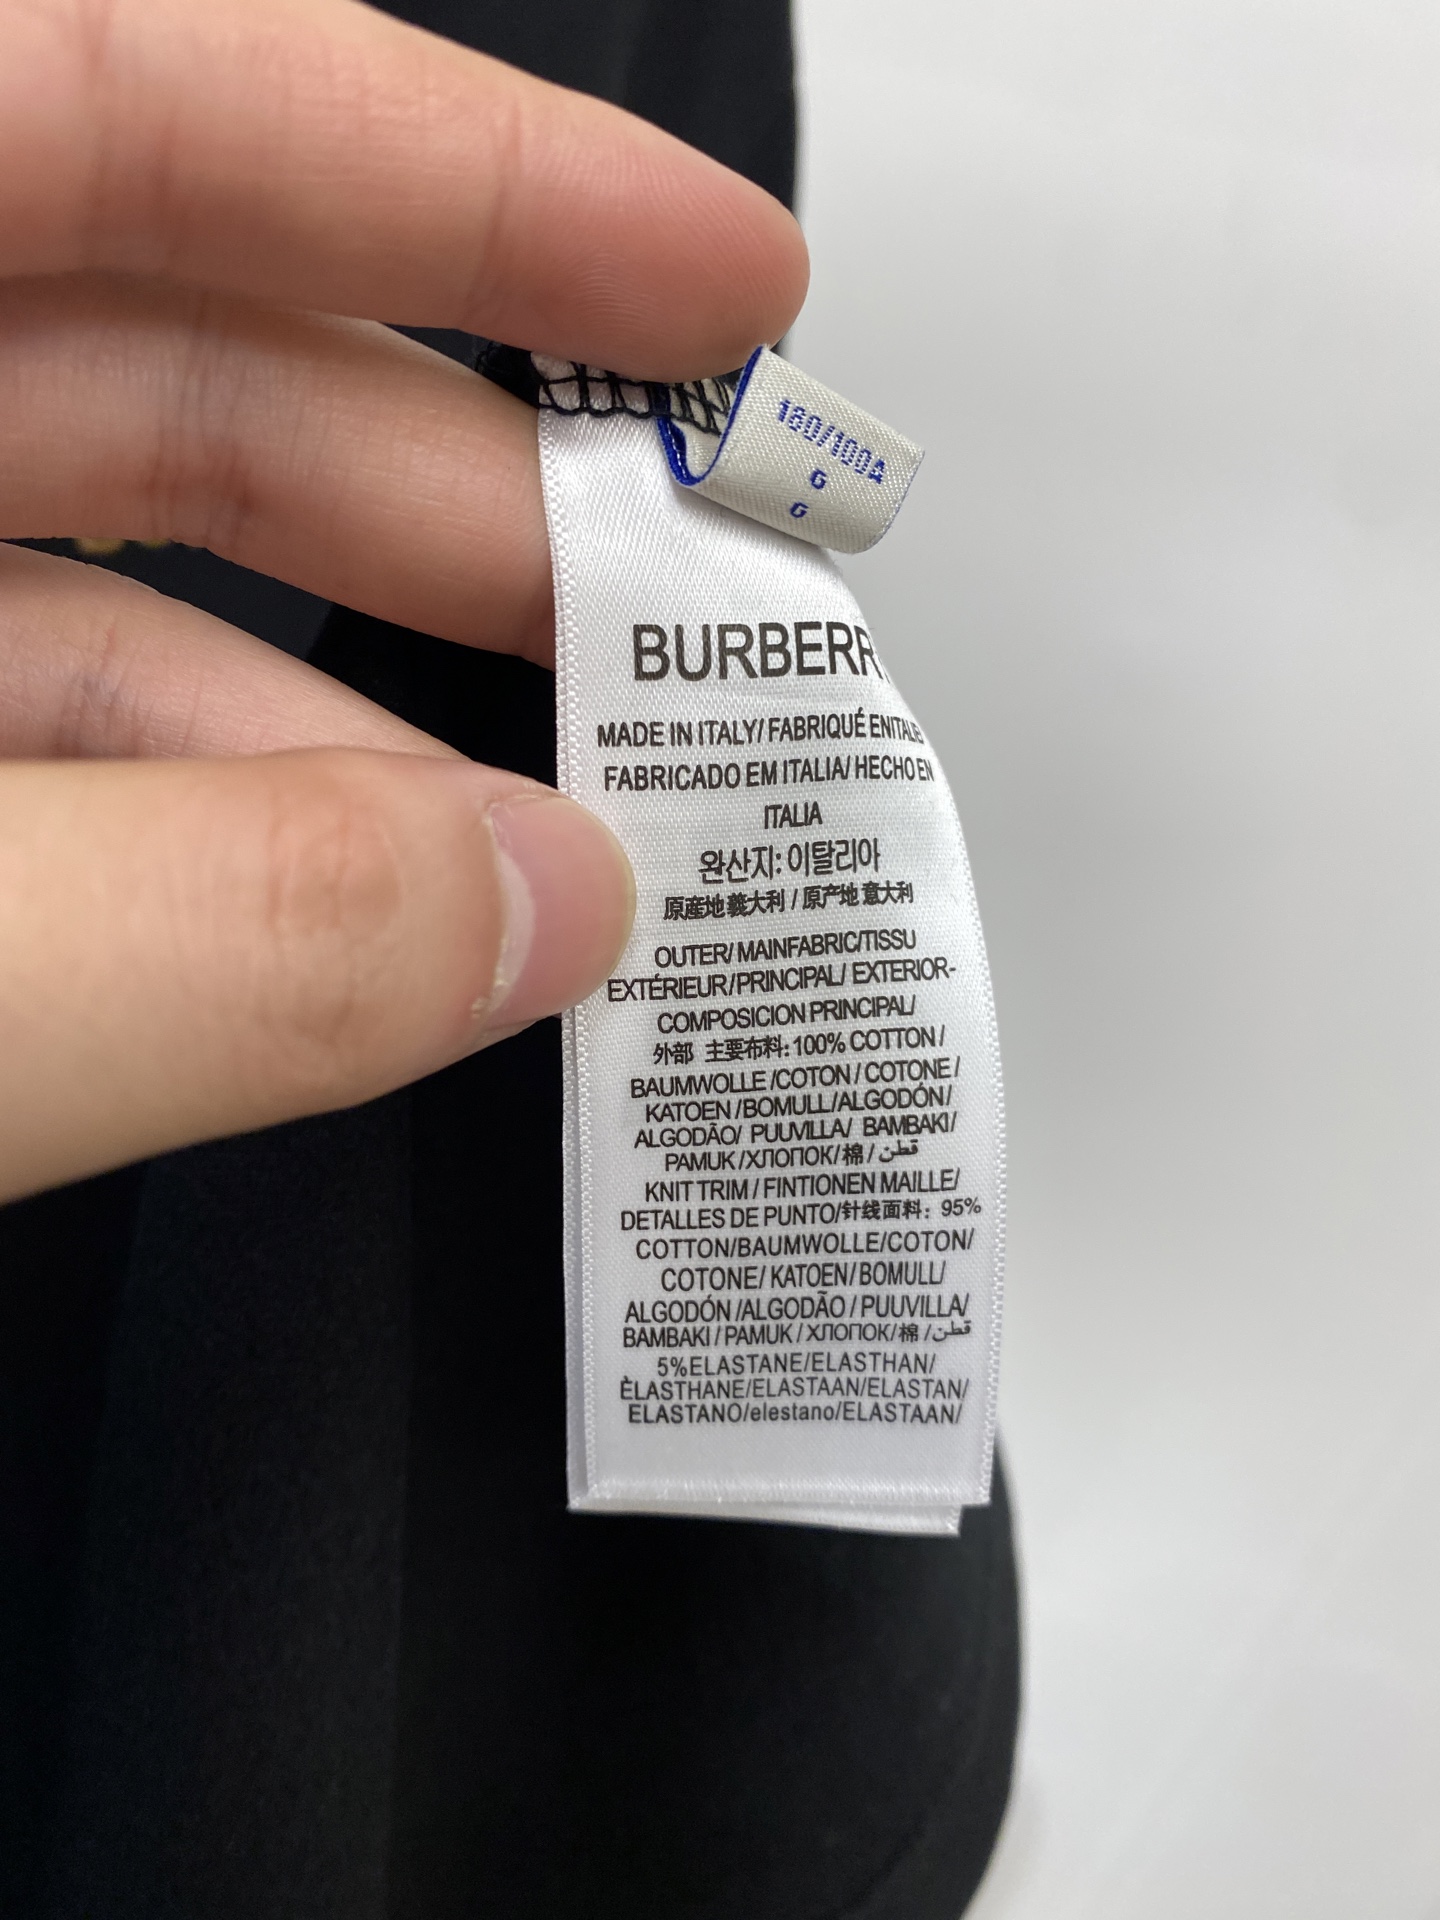 180/100A
G
G
BURBERRY
MADE IN ITALY/ FABRIQUÉ ENITALIE
FABRICADO EM ITALIA/ HECHO EN
ITALIA
완산지: 이탈리아
原産地 義大利 / 原产地 意大利
OUTER/ MAINFABRIC/TISSU
EXTÉRIEUR/PRINCIPAL/ EXTERIOR-
COMPOSICION PRINCIPAL/
外部 主要布料: 100% COTTON /
BAUMWOLLE /COTON / COTONE /
KATOEN /BOMULL/ALGODÓN/
ALGODÃO/ PUUVILLA/ BAMBAKI/
PAMUK /ХЛОПОК/棉 / قطن
KNIT TRIM / FINTIONEN MAILLE/
DETALLES DE PUNTO/针线面料: 95%
COTTON/BAUMWOLLE/COTON/
COTONE/ KATOEN/ BOMULL/
ALGODÓN /ALGODÃO / PUUVILLA/
BAMBAKI / PAMUK / ХЛОПОК/棉 / قطن
5%ELASTANE/ELASTHAN/
ÈLASTHANE/ELASTAAN/ELASTAN/
ELASTANO/elestano/ELASTAAN/